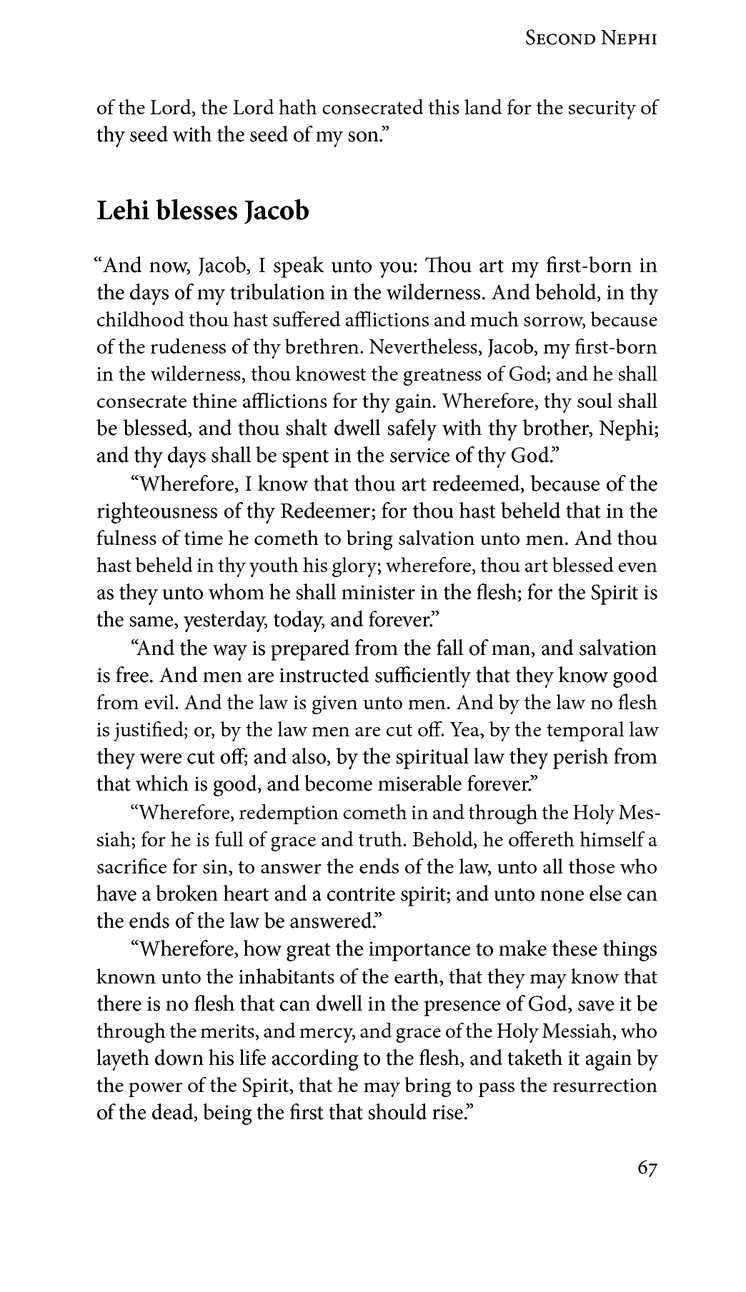 Second Nephi
of the Lord, the Lord hath consecrated this land for the security of
thy seed with the seed of my son.”
Lehi blesses Jacob
“And now, Jacob, I speak unto you: Thou art my first-born in
the days of my tribulation in the wilderness. And behold, in thy
childhood thou hast suffered afflictions and much sorrow, because
of the rudeness of thy brethren. Nevertheless, Jacob, my first-born
in the wilderness, thou knowest the greatness of God; and he shall
consecrate thine afflictions for thy gain. Wherefore, thy soul shall
be blessed, and thou shalt dwell safely with thy brother, Nephi;
and thy days shall be spent in the service of thy God.”
“Wherefore, I know that thou art redeemed, because of the
righteousness of thy Redeemer; for thou hast beheld that in the
fulness of time he cometh to bring salvation unto men. And thou
hast beheld in thy youth his glory; wherefore, thou art blessed even
as they unto whom he shall minister in the flesh; for the Spirit is
the same, yesterday, today, and forever.”
“And the way is prepared from the fall of man, and salvation
is free. And men are instructed sufficiently that they know good
from evil. And the law is given unto men. And by the law no flesh
is justified; or, by the law men are cut off. Yea, by the temporal law
they were cut off; and also, by the spiritual law they perish from
that which is good, and become miserable forever.”
“Wherefore, redemption cometh in and through the Holy Mes-
siah; for he is full of grace and truth. Behold, he offereth himself a
sacrifice for sin, to answer the ends of the law, unto all those who
have a broken heart and a contrite spirit; and unto none else can
the ends of the law be answered.”
“Wherefore, how great the importance to make these things
known unto the inhabitants of the earth, that they may know that
there is no flesh that can dwell in the presence of God, save it be
through the merits, and mercy, and grace of the Holy Messiah, who
layeth down his life according to the flesh, and taketh it again by
the power of the Spirit, that he may bring to pass the resurrection
of the dead, being the first that should rise.”
67